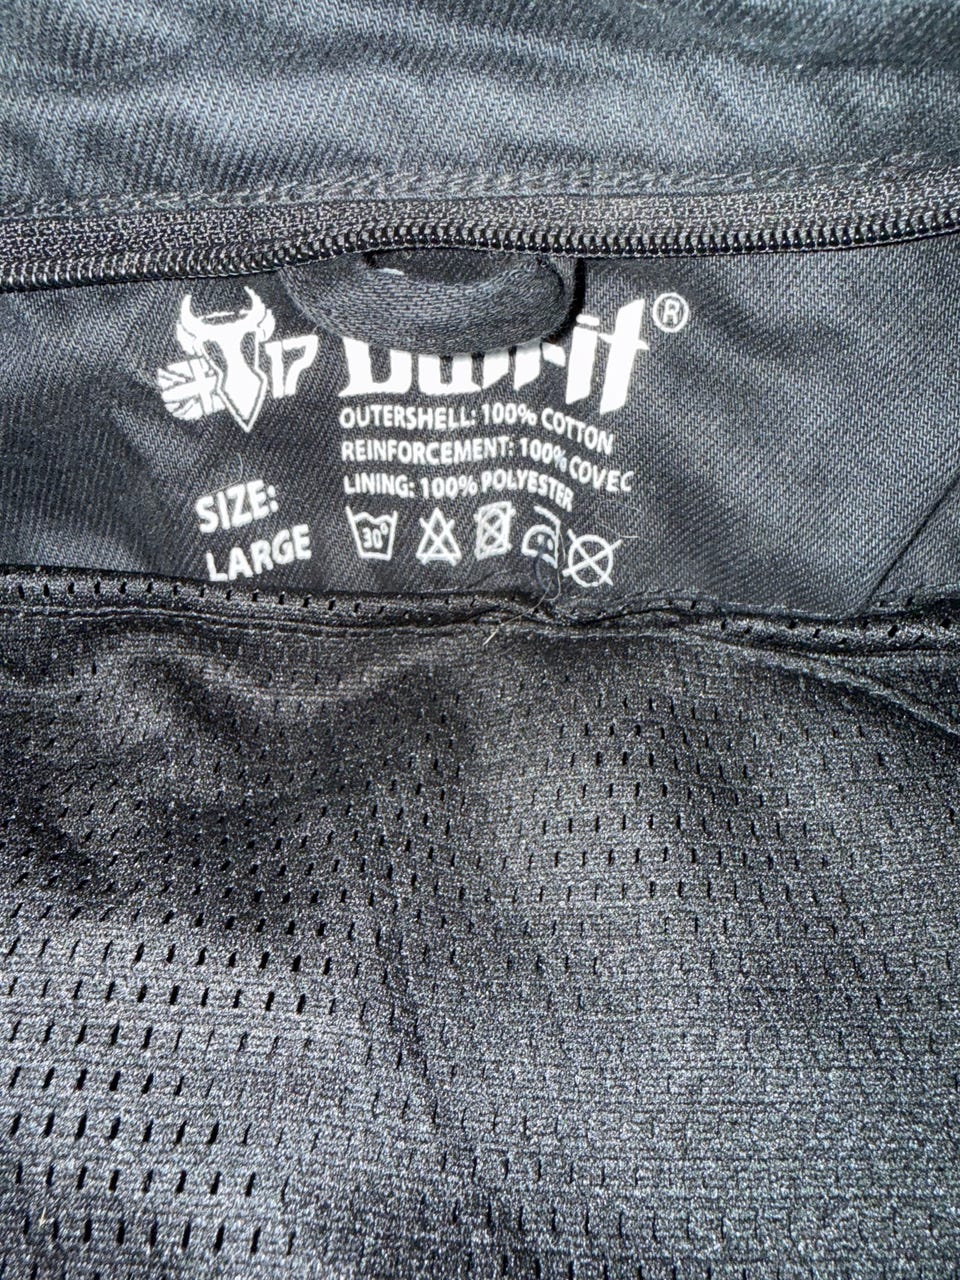 17
®
OUTERSHELL: 100% COTTON
REINFORCEMENT: 100% COVEC
LINING: 100% POLYESTER
SIZE:
LARGE
30°